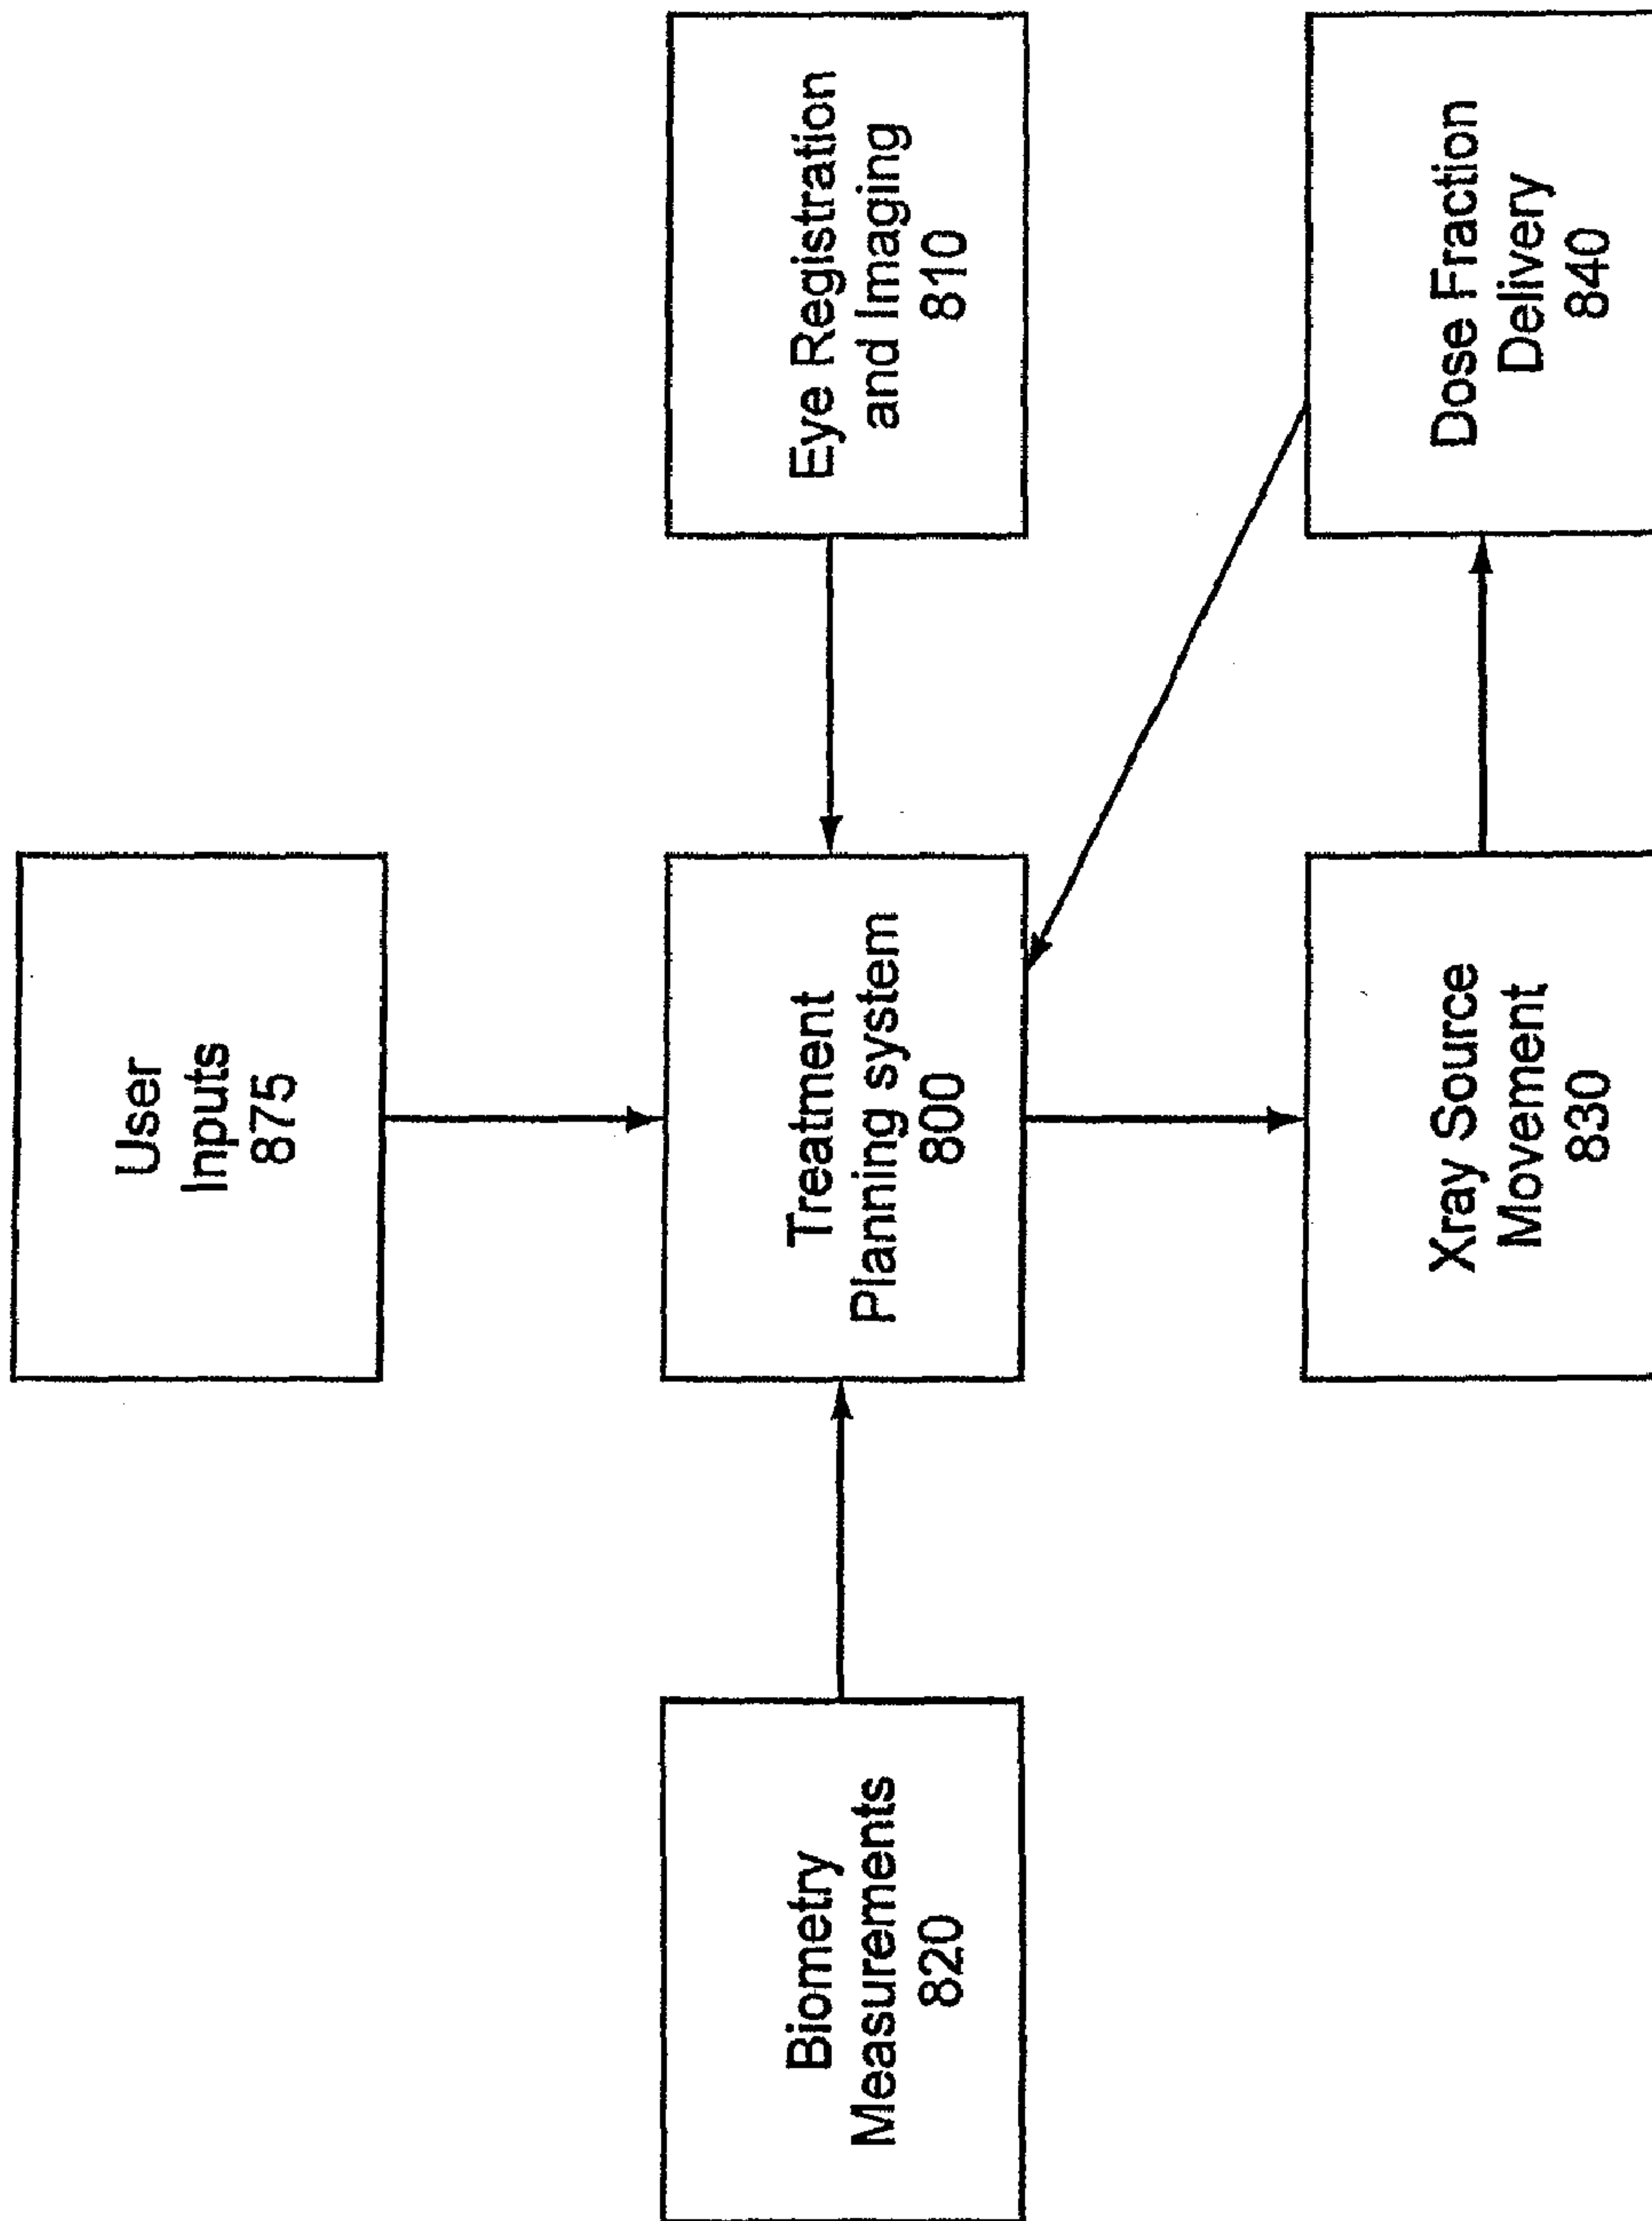 User
Inputs
875
Biometry
Measurements
820
Treatment
Planning system
800
Eye Registration
and Imaging
810
Xray Source
Movement
830
Dose Fraction
Delivery
840